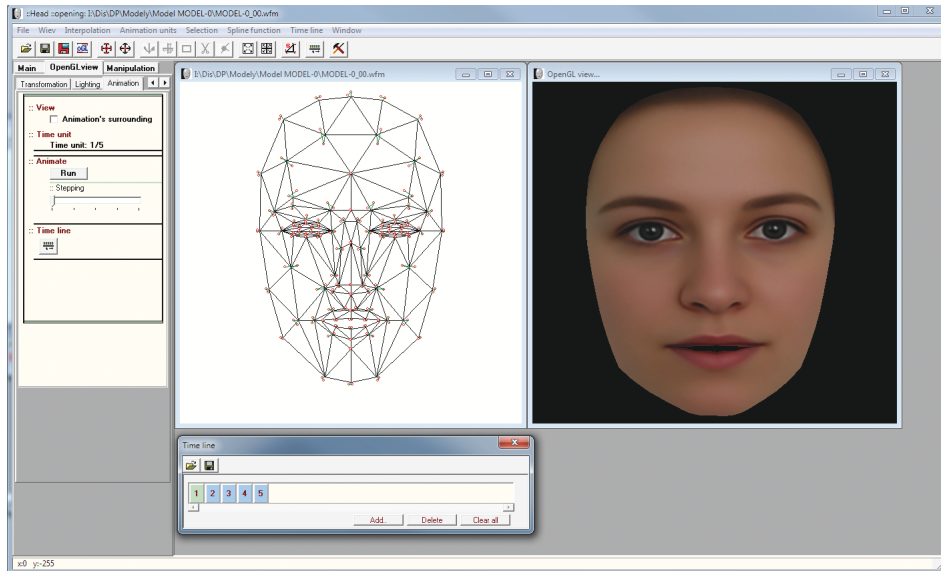 ::Head ::opening: I:\Dis\DP\Modely\Model MODEL-0\MODEL-0_00.wfm
File Wiev Interpolation Animation units Selection Spline function Time line Window
Main OpenGLview Manipulation
Transformation Lighting Animation
:: View
Animation's surrounding
:: Time unit
Time unit: 1/5
:: Animate
Run
:: Stepping
:: Time line
I:\Dis\DP\Modely\Model MODEL-0\MODEL-0_00.wfm
OpenGL view...
Time line
1 2 3 4 5
Add.. Delete Clear all
x:0 y:-255